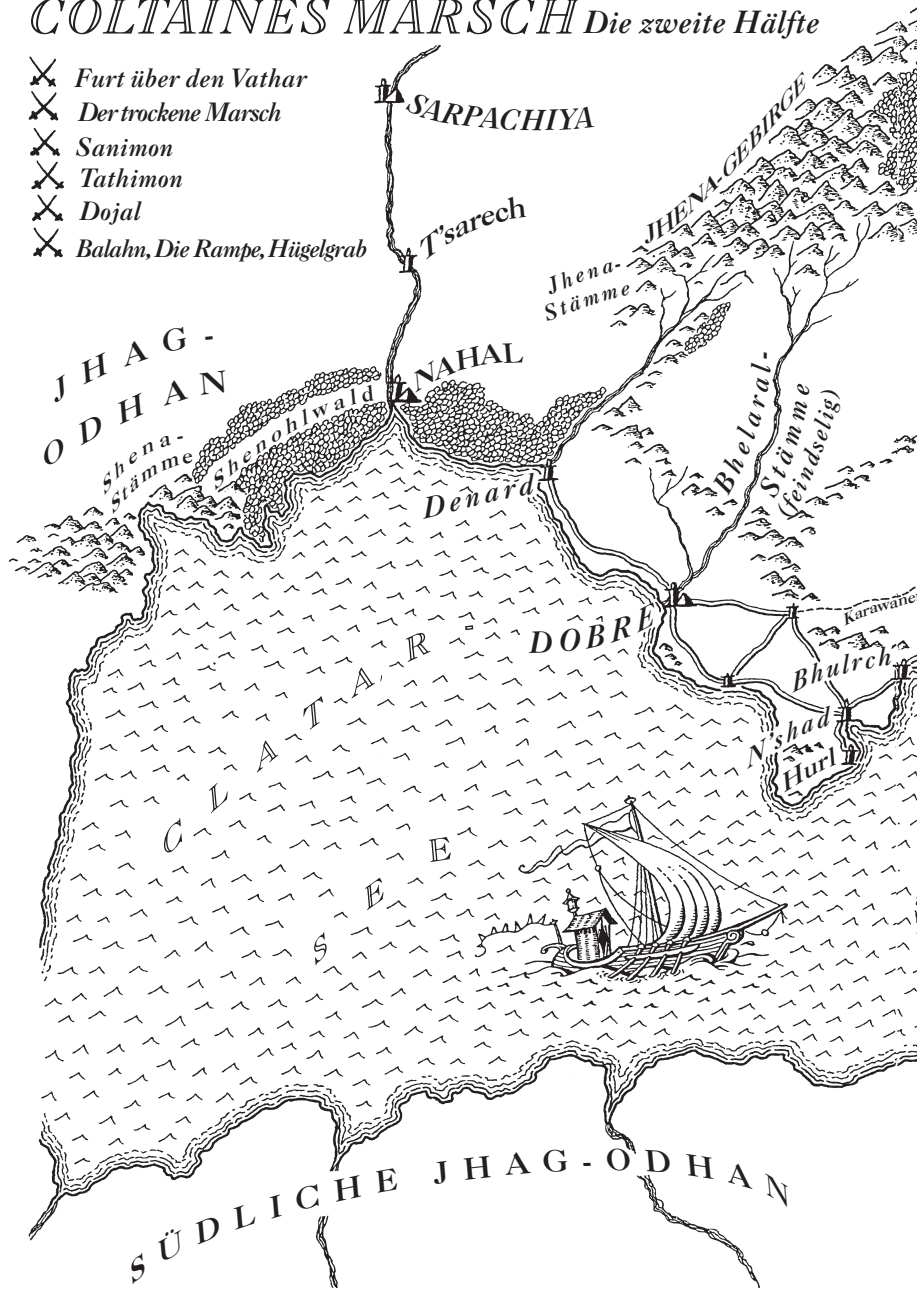 COLTAINES MARSCH Die zweite Hälfte
Furt über den Vathar
Der trockene Marsch
Sanimon
Tathimon
Dojal
Balahn, Die Rampe, Hügelgrab
SARPACHIYA
JHENA-GEBIRGE
T'sarech
Jhena-
Stämme
JHAG-
ODHAN
NAHAL
Shenohlwald
Shena-
Stämme
Bhelaral-
Stämme
(feindselig)
Denard
DOBRE
Bhulrch
N'shad
Hurl
CLATAR-
SEE
SÜDLICHE JHAG-ODHAN